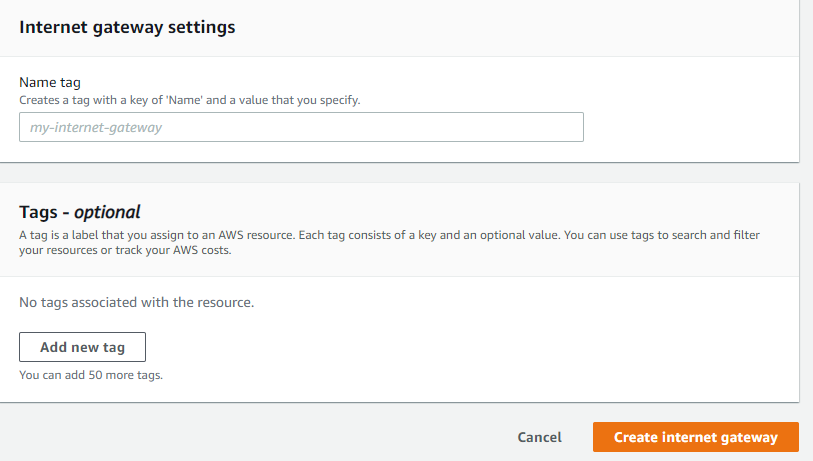 Internet gateway settings
Name tag
Creates a tag with a key of 'Name' and a value that you specify.
my-internet-gateway
Tags - optional
A tag is a label that you assign to an AWS resource. Each tag consists of a key and an optional value. You can use tags to search and filter
your resources or track your AWS costs.
No tags associated with the resource.
Add new tag
You can add 50 more tags.
Cancel
Create internet gateway